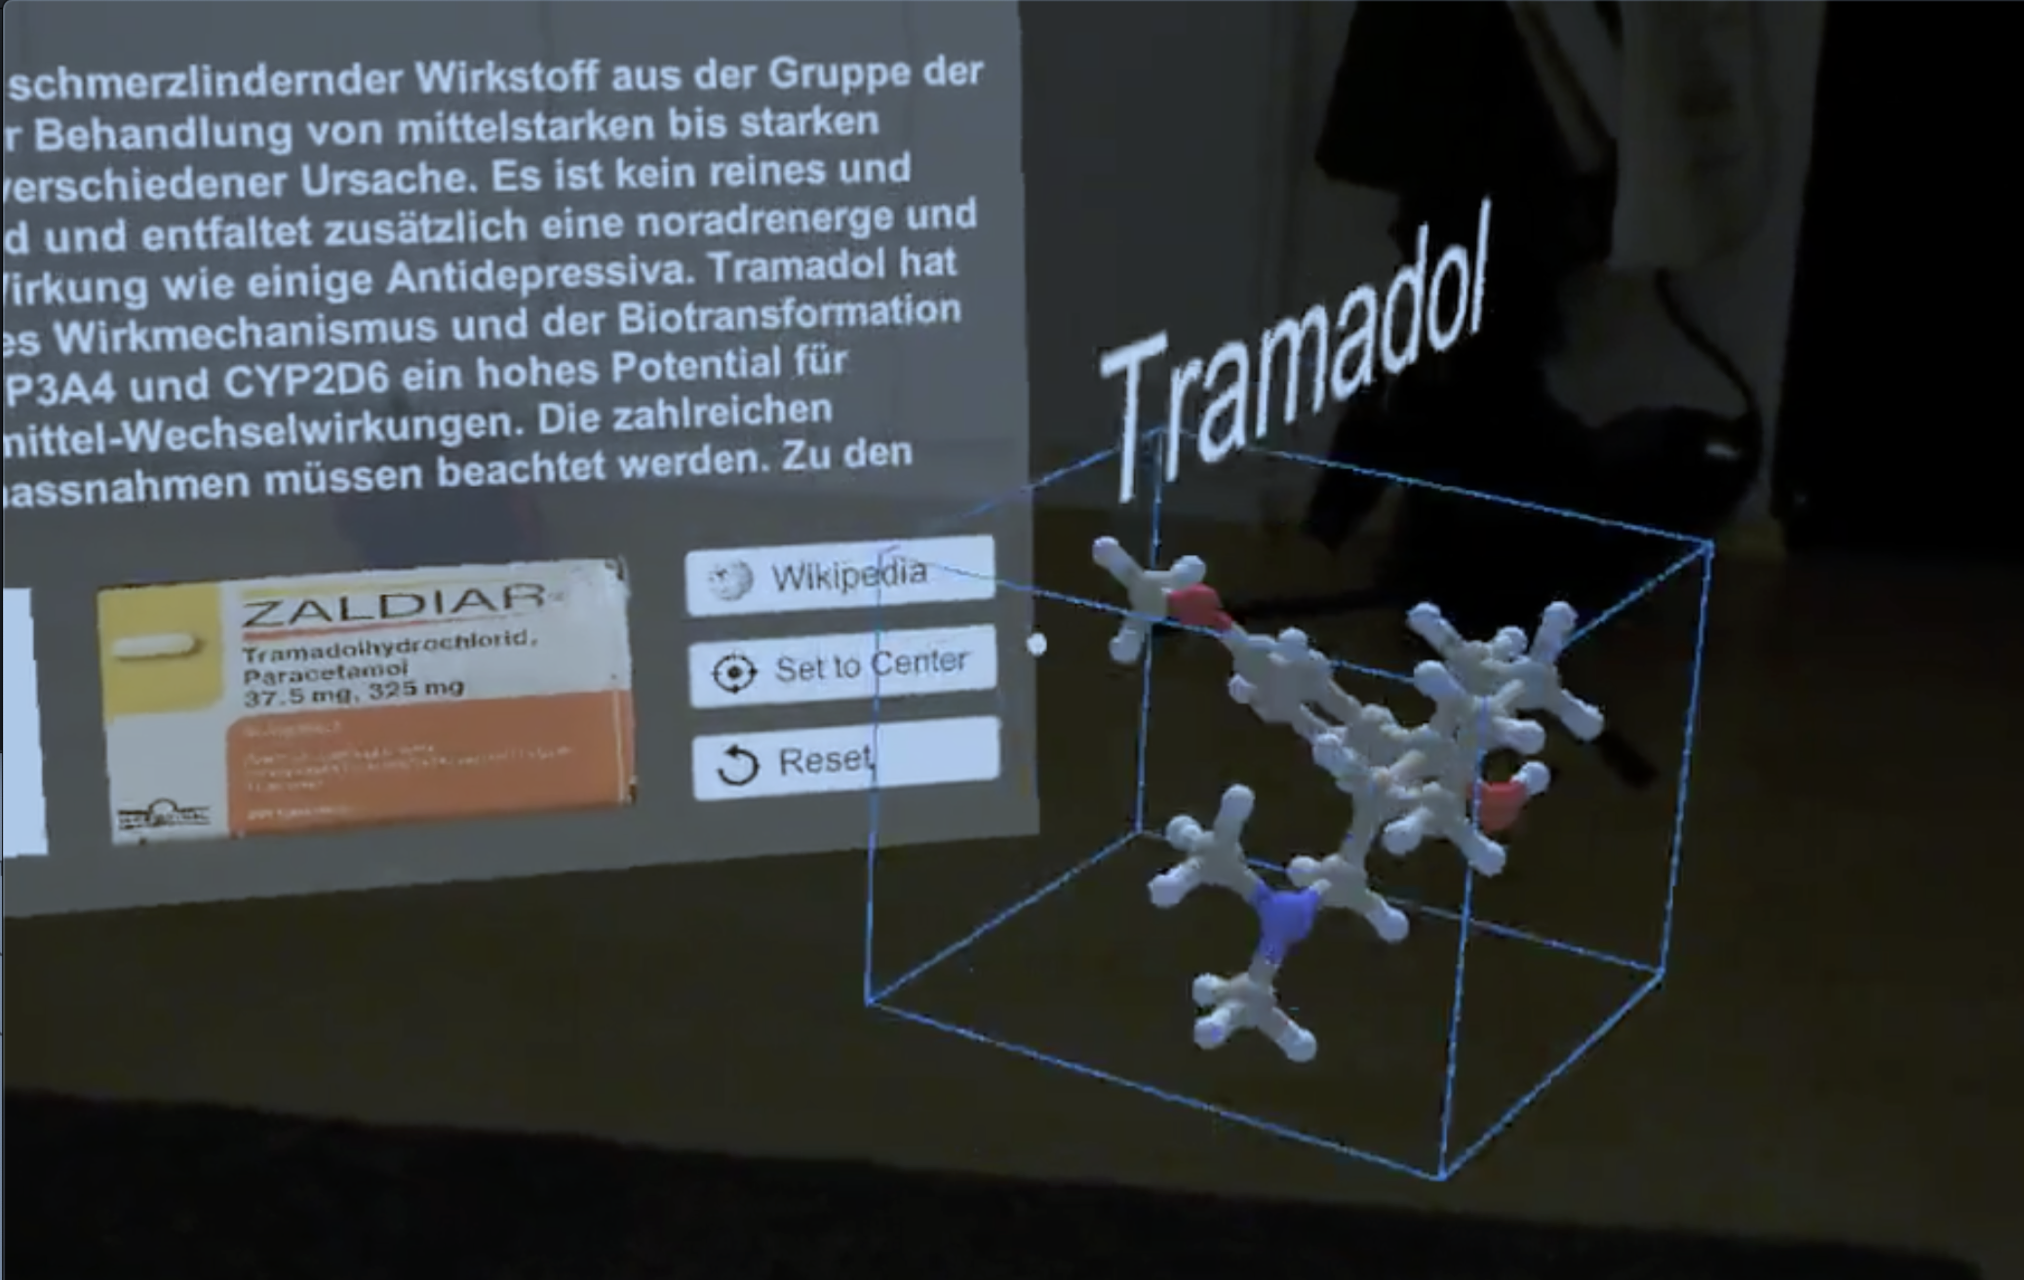 schmerzlindernder Wirkstoff aus der Gruppe der
r Behandlung von mittelstarken bis starken
verschiedener Ursache. Es ist kein reines und
d und entfaltet zusätzlich eine noradrenerge und
Wirkung wie einige Antidepressiva. Tramadol hat
es Wirkmechanismus und der Biotransformation
P3A4 und CYP2D6 ein hohes Potential für
mittel-Wechselwirkungen. Die zahlreichen
massnahmen müssen beachtet werden. Zu den
Tramadol
ZALDIAR
Tramadolhydrochlorid,
Paracetamol
37.5 mg, 325 mg
Wikipedia
Set to Center
Reset